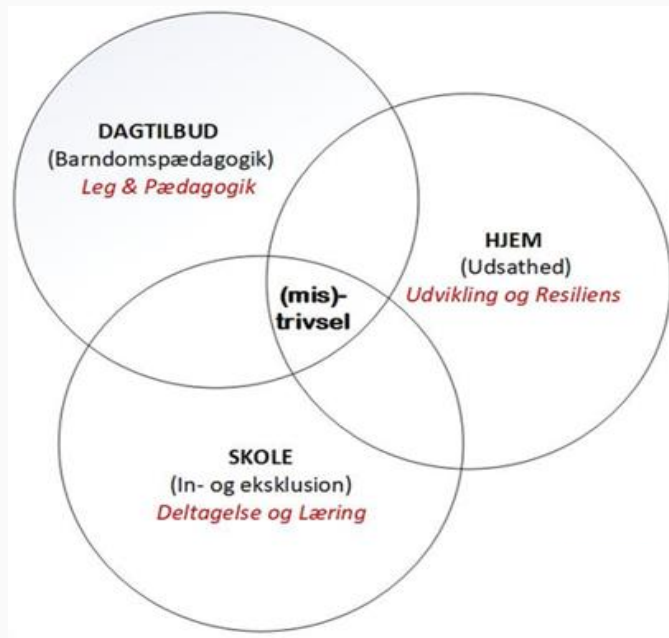 DAGTILBUD
(Barndomspædagogik)
Leg & Pædagogik
HJEM
(Udsathed)
Udvikling og Resiliens
(mis)-
trivsel
SKOLE
(In- og eksklusion)
Deltagelse og Læring